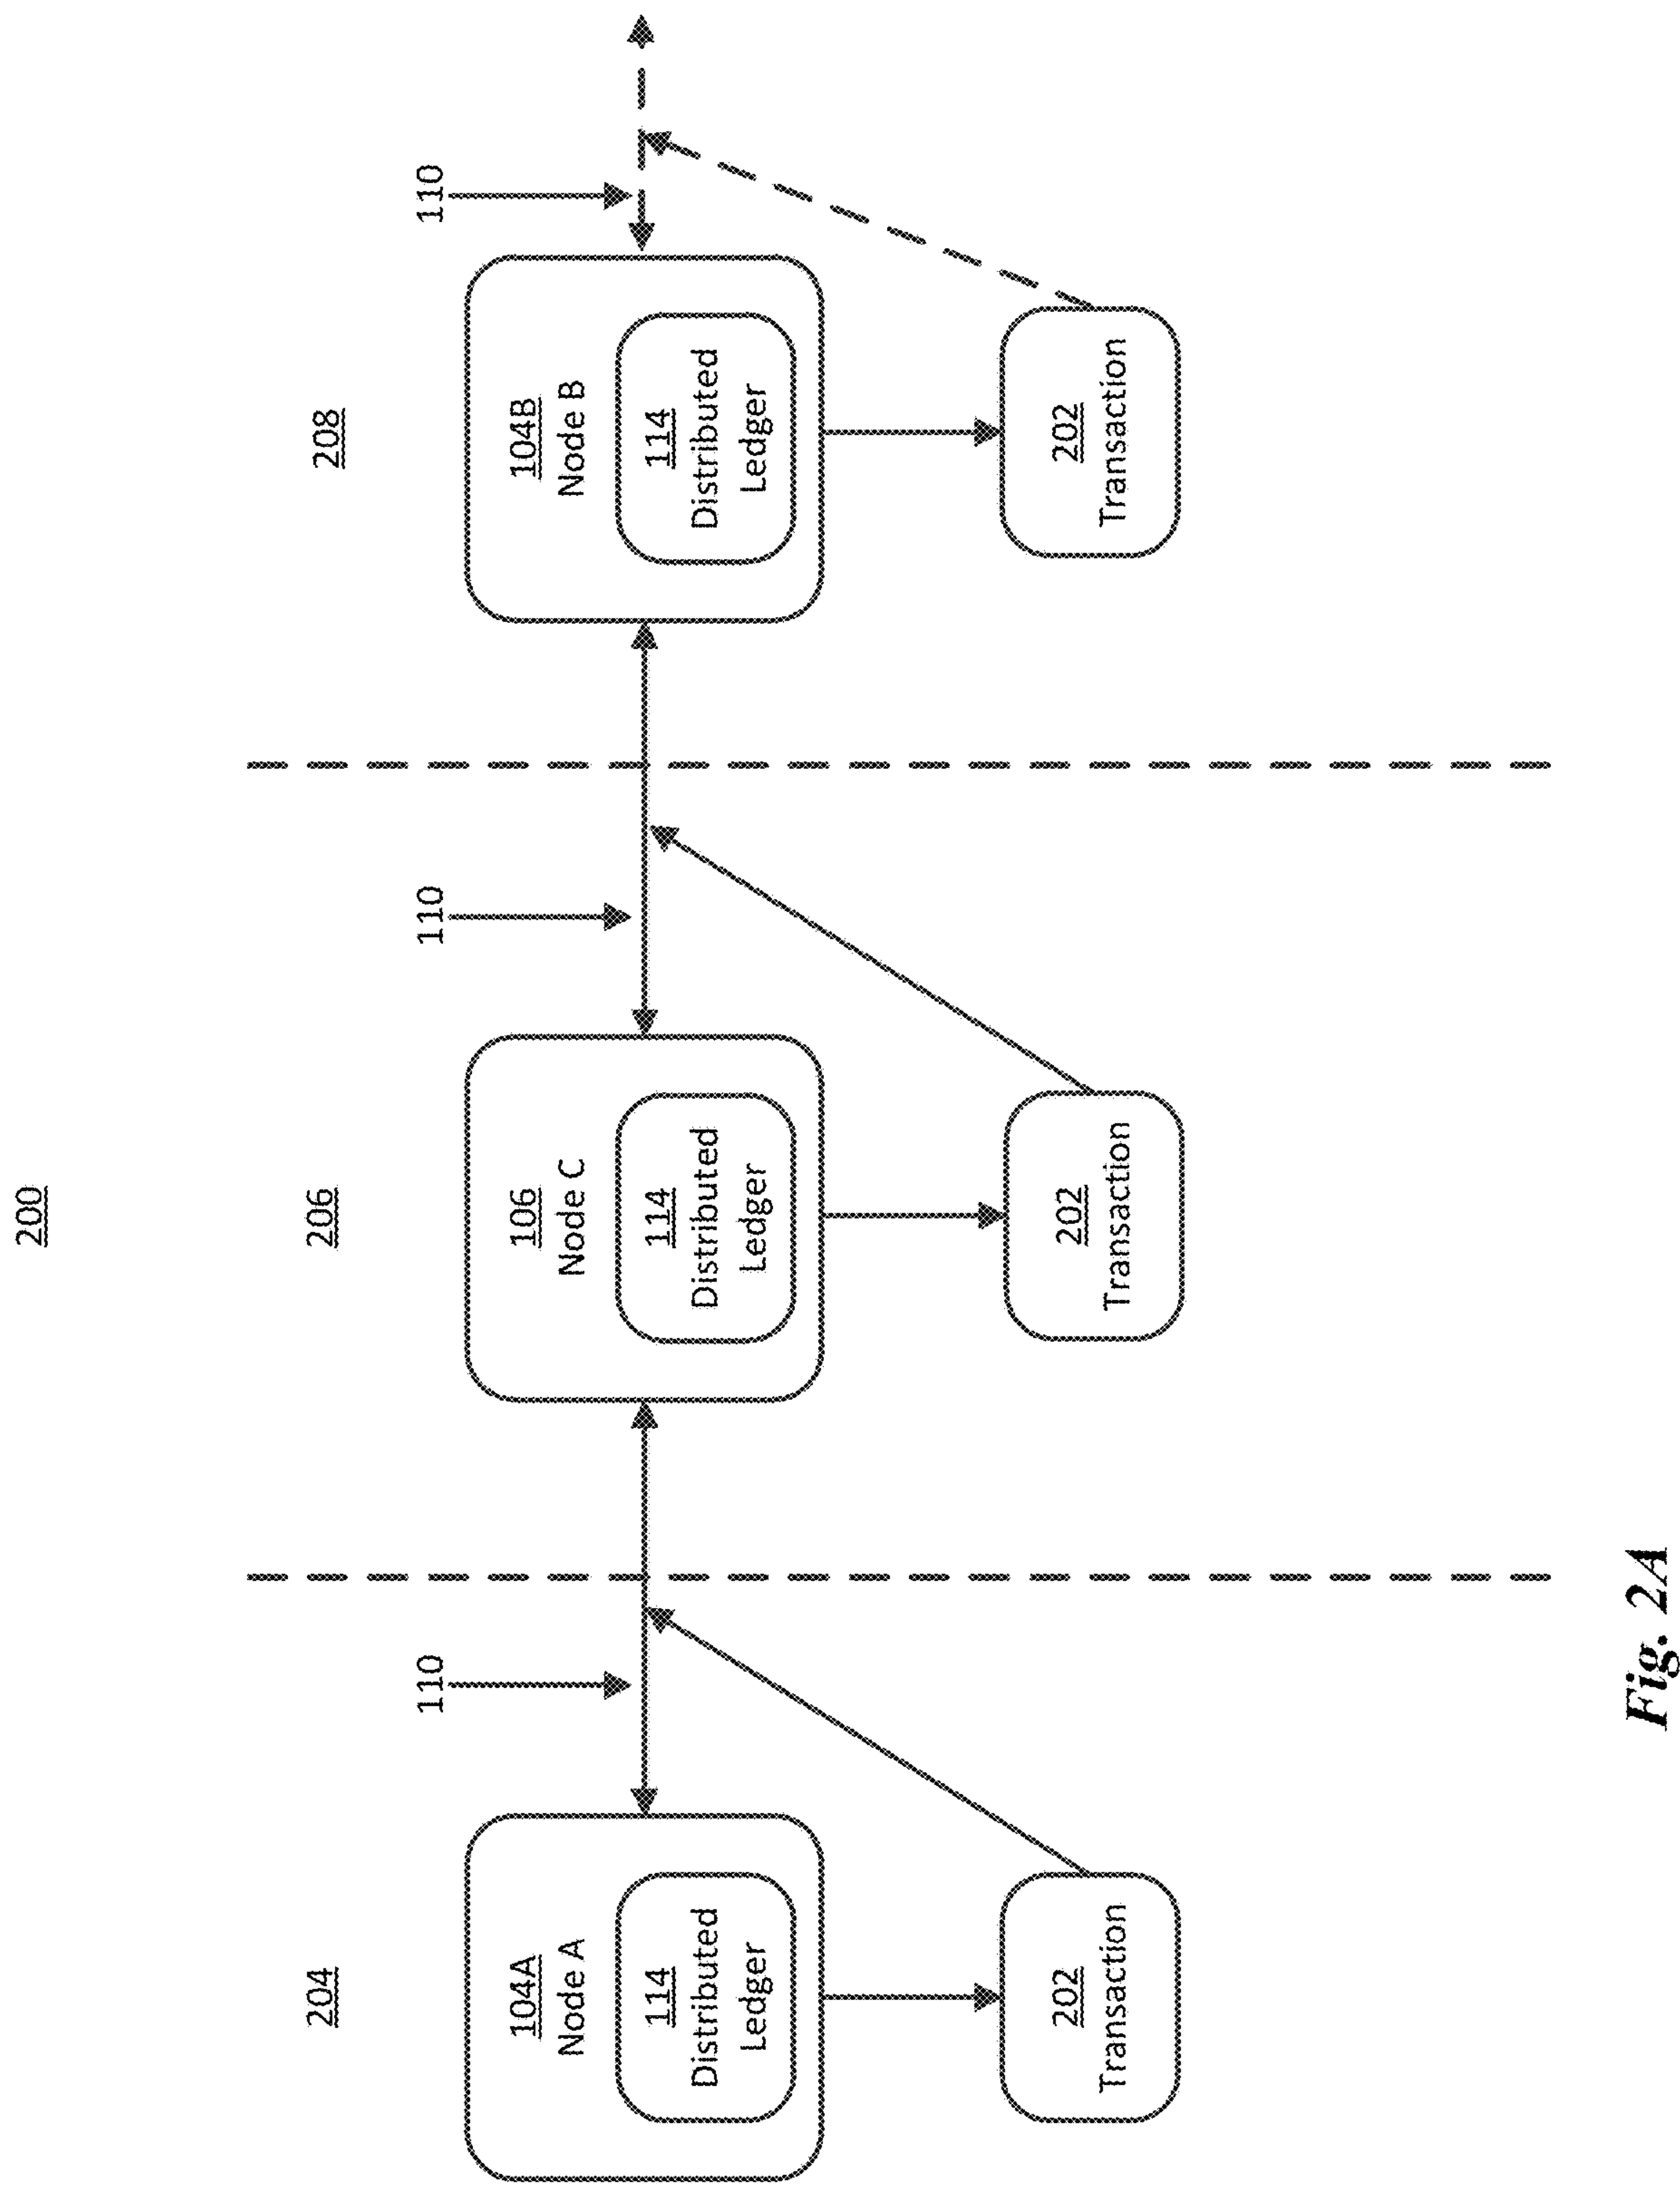 200
204
206
208
110
110
110
104A
Node A
114
Distributed
Ledger
106
Node C
114
Distributed
Ledger
104B
Node B
114
Distributed
Ledger
202
Transaction
202
Transaction
202
Transaction
Fig. 2A